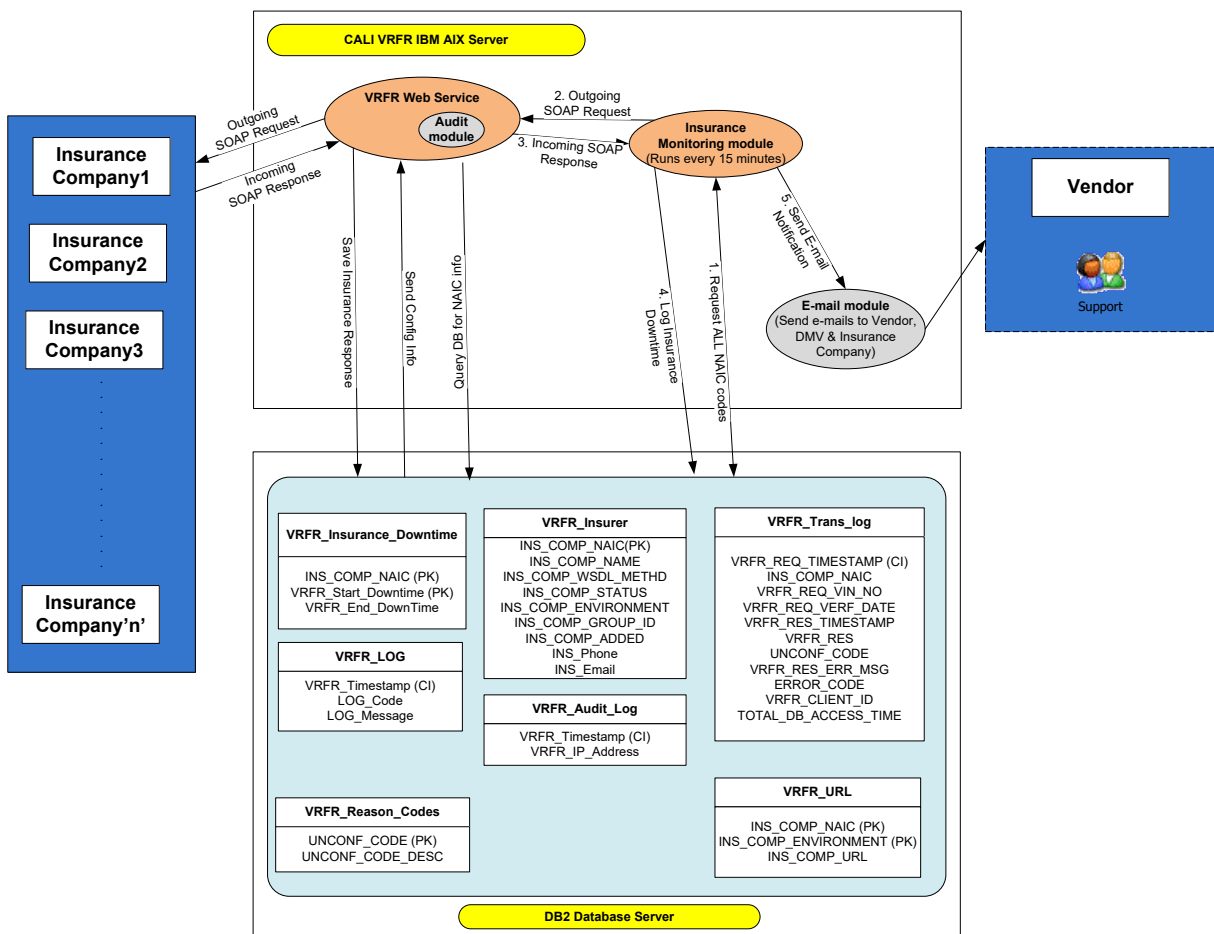 CALI VRFR IBM AIX Server
VRFR Web Service
Audit
module
2. Outgoing
SOAP Request
3. Incoming SOAP
Response
Insurance
Monitoring module
(Runs every 15 minutes)
Outgoing
SOAP Request
Incoming
SOAP Response
Insurance
Company1
Insurance
Company2
Insurance
Company3
Insurance
Company'n'
Vendor
Support
5. Send E-mail
Notification
E-mail module
(Send e-mails to Vendor,
DMV & Insurance
Company)
Save Insurance Response
Send Config Info
Query DB for NAIC info
4. Log Insurance
Downtime
1. Request ALL NAIC codes
VRFR_Insurance_Downtime
INS_COMP_NAIC (PK)
VRFR_Start_Downtime (PK)
VRFR_End_DownTime
VRFR_LOG
VRFR_Timestamp (CI)
LOG_Code
LOG_Message
VRFR_Reason_Codes
UNCONF_CODE (PK)
UNCONF_CODE_DESC
VRFR_Insurer
INS_COMP_NAIC(PK)
INS_COMP_NAME
INS_COMP_WSDL_METHD
INS_COMP_STATUS
INS_COMP_ENVIRONMENT
INS_COMP_GROUP_ID
INS_COMP_ADDED
INS_Phone
INS_Email
VRFR_Audit_Log
VRFR_Timestamp (CI)
VRFR_IP_Address
VRFR_Trans_log
VRFR_REQ_TIMESTAMP (CI)
INS_COMP_NAIC
VRFR_REQ_VIN_NO
VRFR_REQ_VERF_DATE
VRFR_RES_TIMESTAMP
VRFR_RES
UNCONF_CODE
VRFR_RES_ERR_MSG
ERROR_CODE
VRFR_CLIENT_ID
TOTAL_DB_ACCESS_TIME
VRFR_URL
INS_COMP_NAIC (PK)
INS_COMP_ENVIRONMENT (PK)
INS_COMP_URL
DB2 Database Server